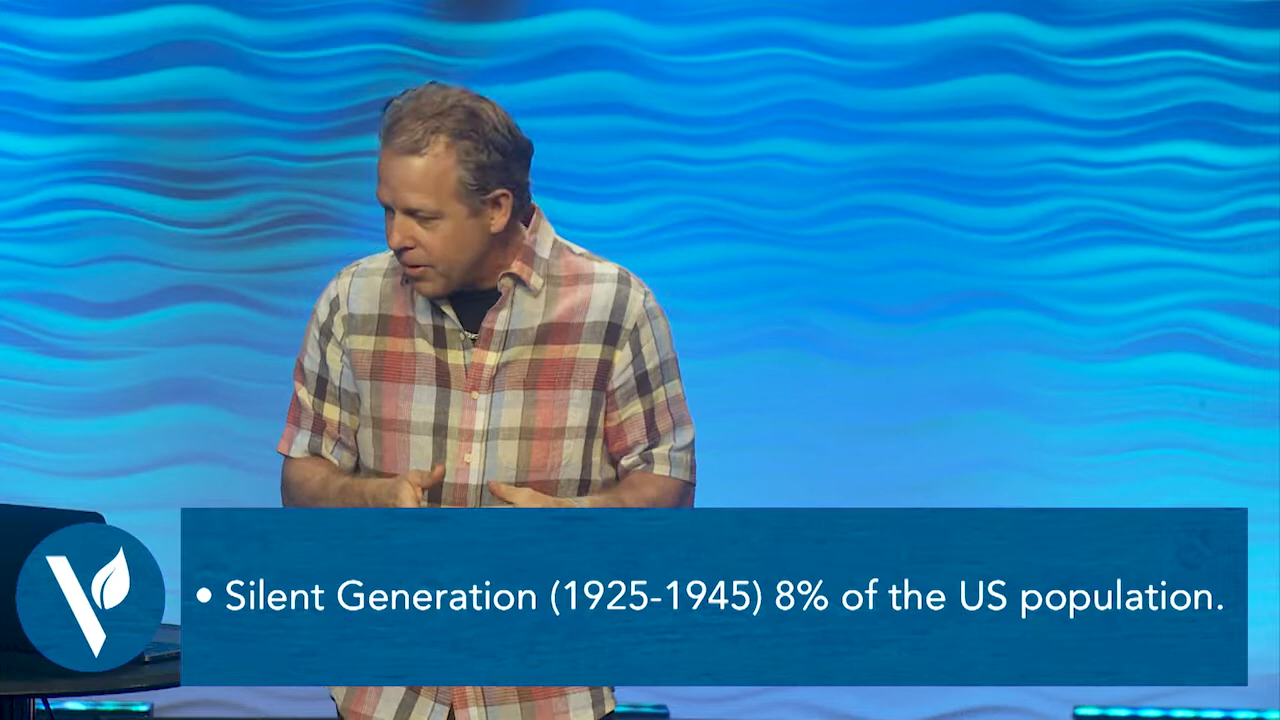 • Silent Generation (1925-1945) 8% of the US population.